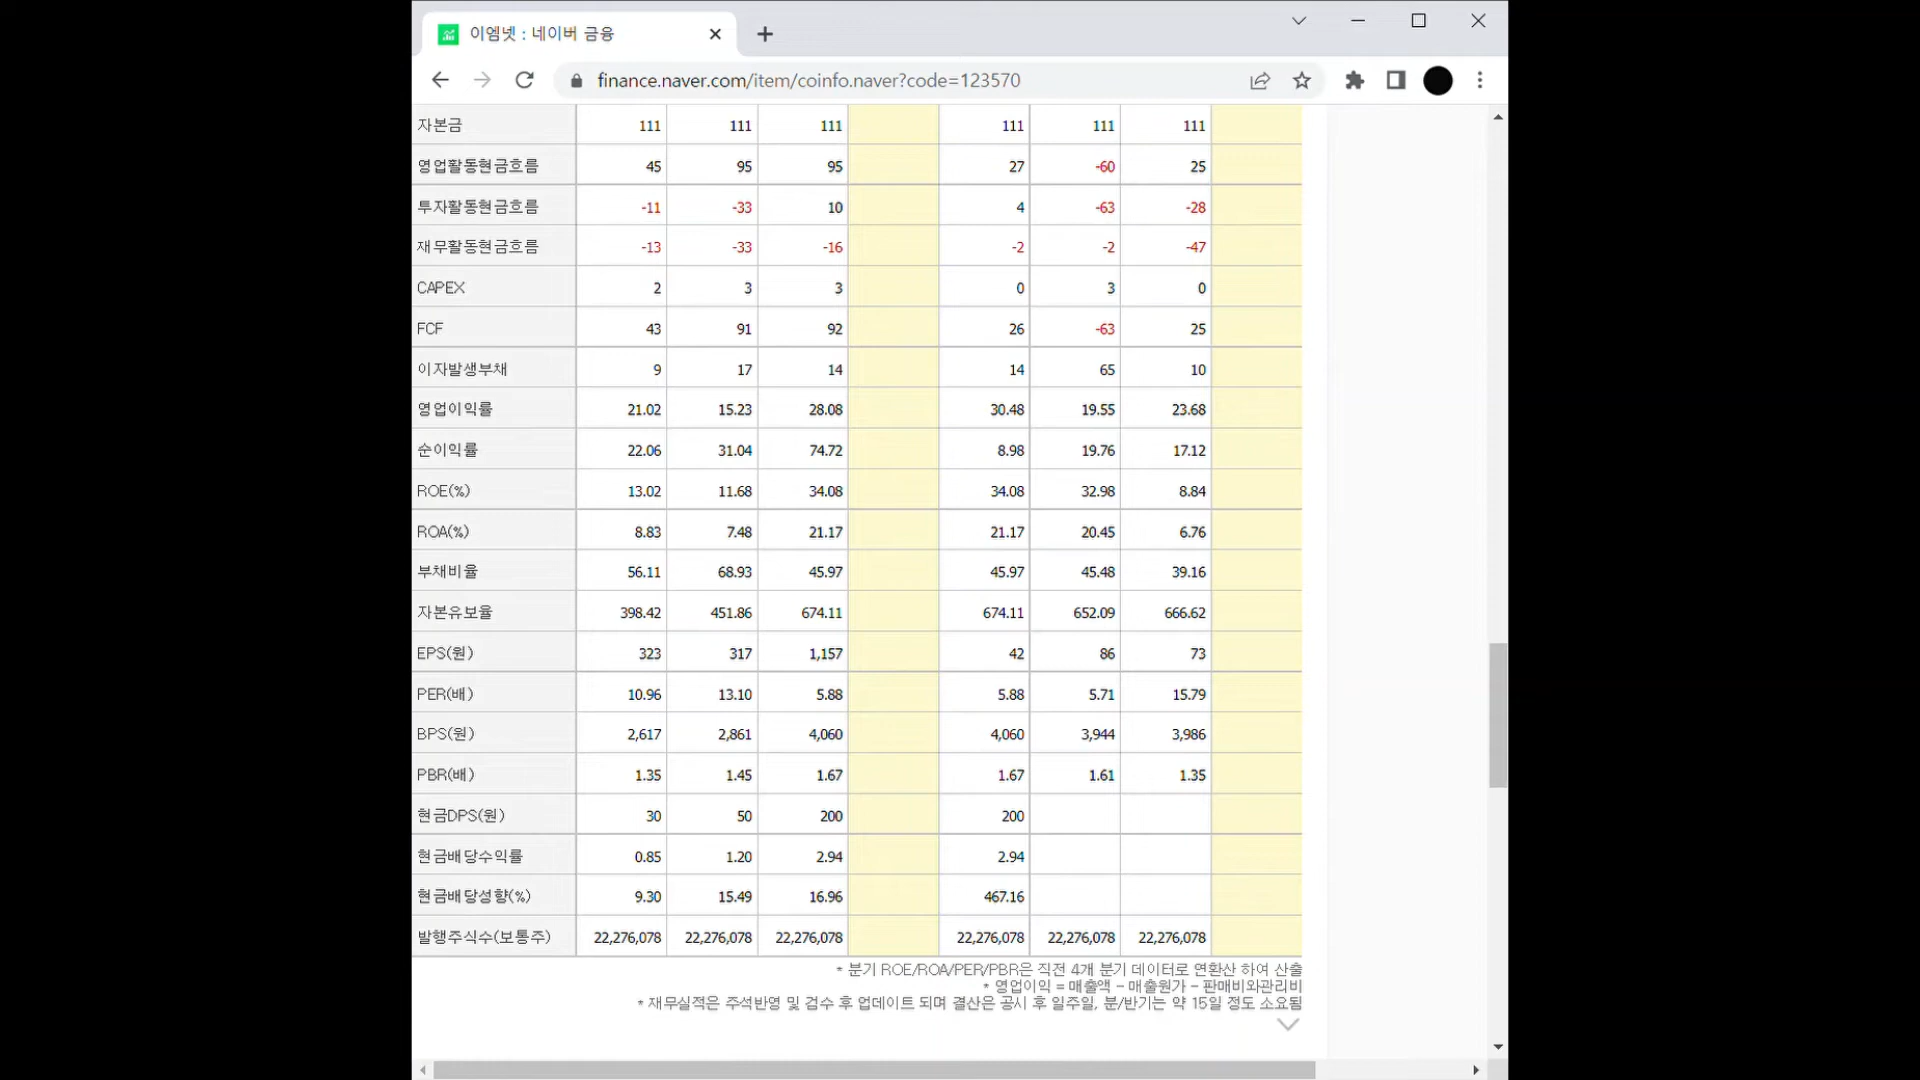 이엠넷 : 네이버 금융
finance.naver.com/item/coinfo.naver?code=123570
자본금 111 111 111 111 111 111
영업활동현금흐름 45 95 95 27 -60 25
투자활동현금흐름 -11 -33 10 4 -63 -28
재무활동현금흐름 -13 -33 -16 -2 -2 -47
CAPEX 2 3 3 0 3 0
FCF 43 91 92 26 -63 25
이자발생부채 9 17 14 14 65 10
영업이익률 21.02 15.23 28.08 30.48 19.55 23.68
순이익률 22.06 31.04 74.72 8.98 19.76 17.12
ROE(%) 13.02 11.68 34.08 34.08 32.98 8.84
ROA(%) 8.83 7.48 21.17 21.17 20.45 6.76
부채비율 56.11 68.93 45.97 45.97 45.48 39.16
자본유보율 398.42 451.86 674.11 674.11 652.09 666.62
EPS(원) 323 317 1,157 42 86 73
PER(배) 10.96 13.10 5.88 5.88 5.71 15.79
BPS(원) 2,617 2,861 4,060 4,060 3,944 3,986
PBR(배) 1.35 1.45 1.67 1.67 1.61 1.35
현금DPS(원) 30 50 200 200
현금배당수익률 0.85 1.20 2.94 2.94
현금배당성향(%) 9.30 15.49 16.96 467.16
발행주식수(보통주) 22,276,078 22,276,078 22,276,078 22,276,078 22,276,078 22,276,078
* 분기 ROE/ROA/PER/PBR은 직전 4개 분기 데이터로 연환산 하여 산출
* 영업이익 = 매출액 - 매출원가 - 판매비와관리비
* 재무실적은 주석반영 및 검수 후 업데이트 되며 결산은 공시 후 일주일, 분/반기는 약 15일 정도 소요됨